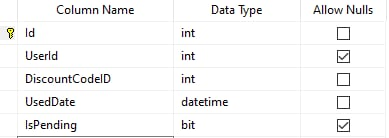 Column Name Data Type Allow Nulls
Id int
UserId int
DiscountCodeID int
UsedDate datetime
IsPending bit